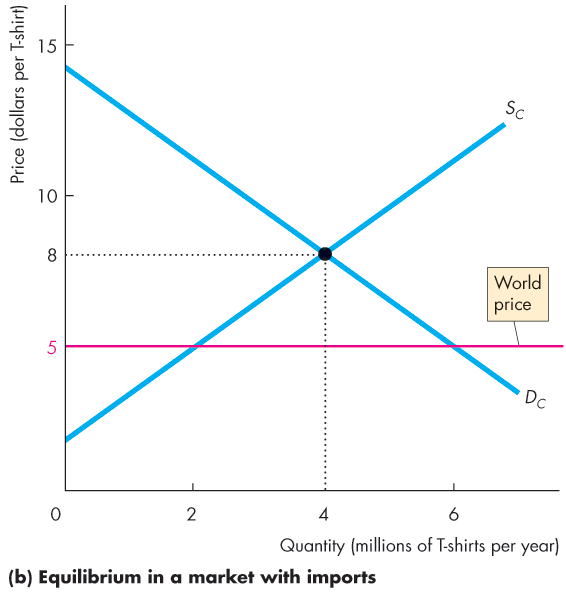 Price (dollars per T-shirt)
15
10
8
5
S_C
World
price
D_C
0
2
4
6
Quantity (millions of T-shirts per year)
(b) Equilibrium in a market with imports